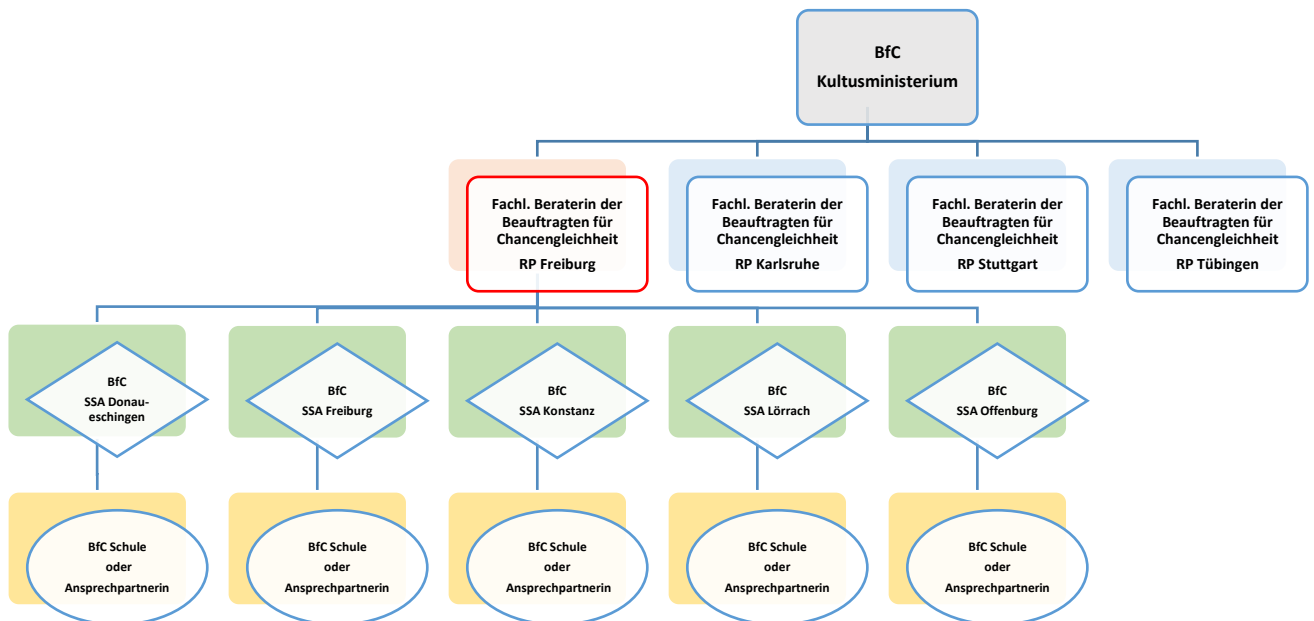 BfC
Kultusministerium
Fachl. Beraterin der
Beauftragten für
Chancengleichheit
RP Freiburg
Fachl. Beraterin der
Beauftragten für
Chancengleichheit
RP Karlsruhe
Fachl. Beraterin der
Beauftragten für
Chancengleichheit
RP Stuttgart
Fachl. Beraterin der
Beauftragten für
Chancengleichheit
RP Tübingen
BfC
SSA Donau-
eschingen
BfC
SSA Freiburg
BfC
SSA Konstanz
BfC
SSA Lörrach
BfC
SSA Offenburg
BfC Schule
oder
Ansprechpartnerin
BfC Schule
oder
Ansprechpartnerin
BfC Schule
oder
Ansprechpartnerin
BfC Schule
oder
Ansprechpartnerin
BfC Schule
oder
Ansprechpartnerin